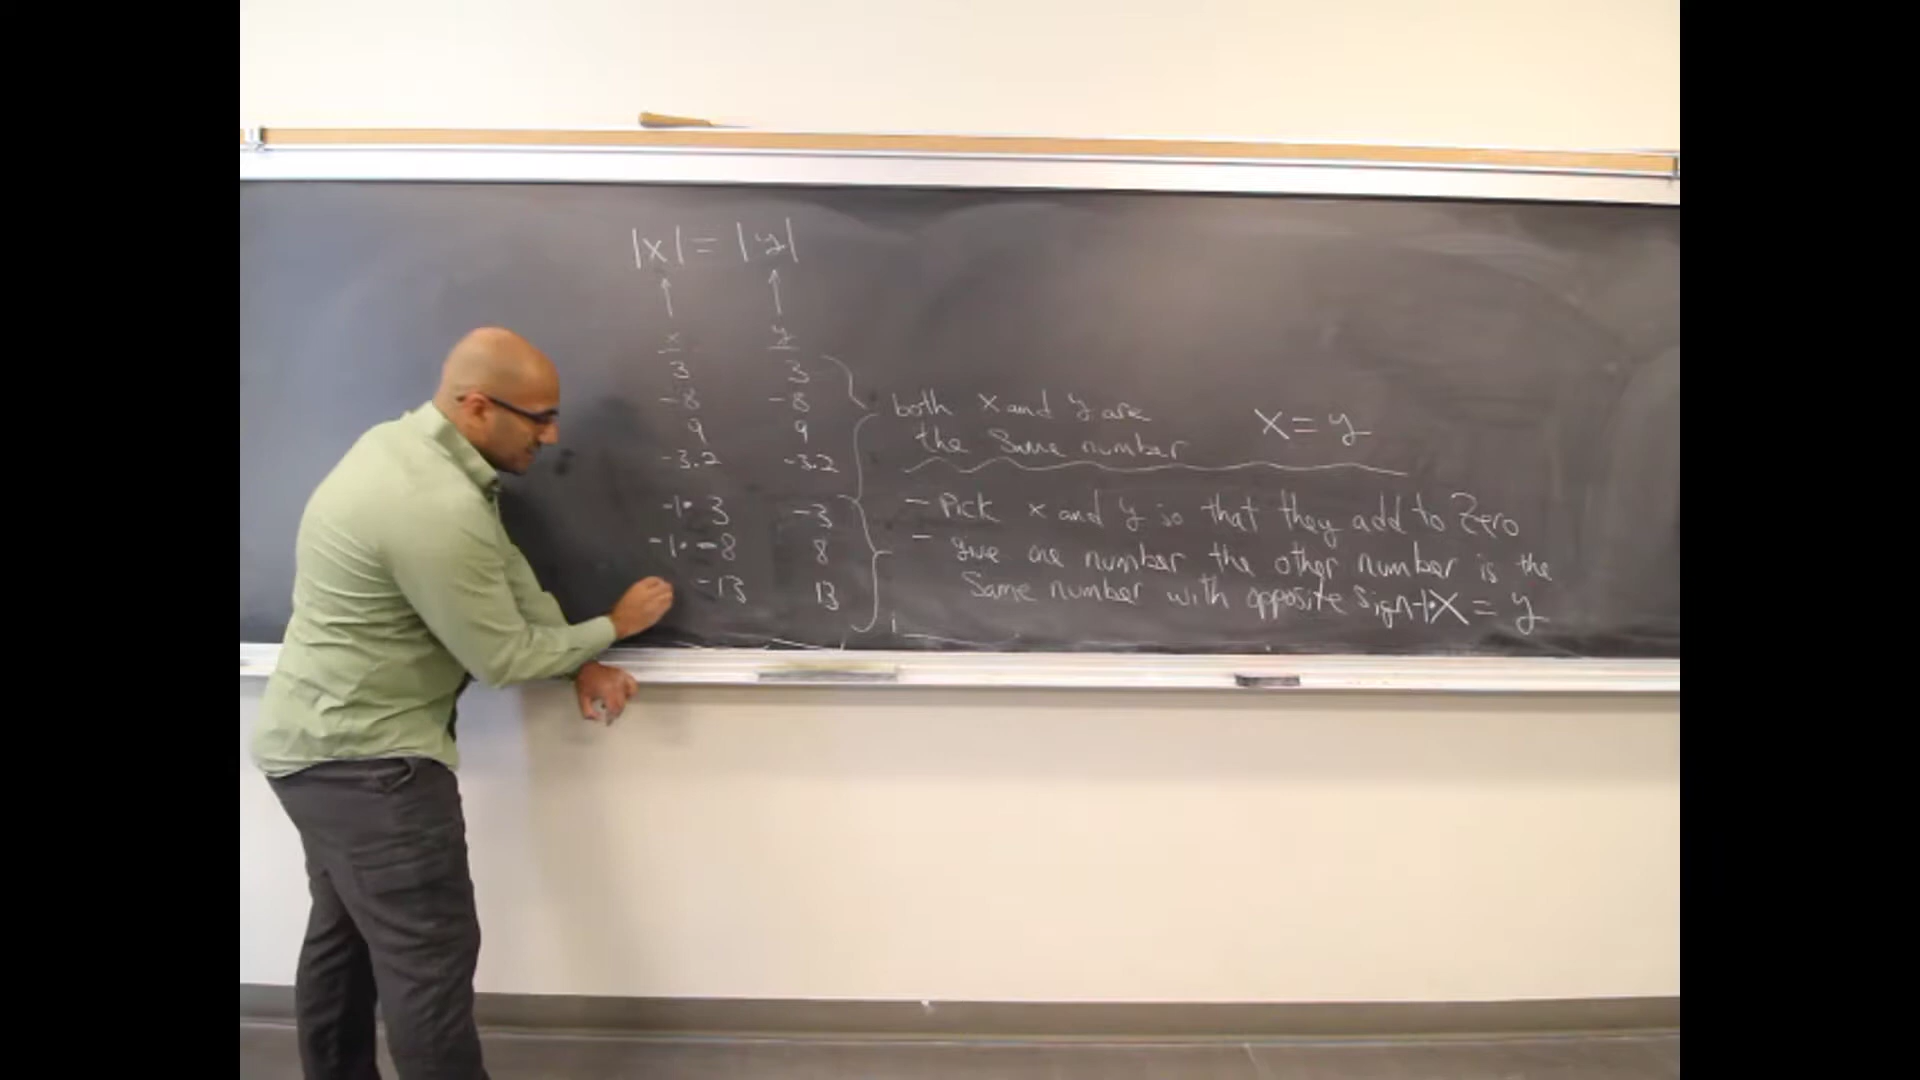 |x| = |y|
x y
3 3
-8 -8
9 9
-3.2 -3.2
both x and y are
the same number
x = y
-1· 3 -3
-1· -8 8
-13 13
- Pick x and y so that they add to Zero
- give one number the other number is the
Same number with opposite sign
-1·x = y